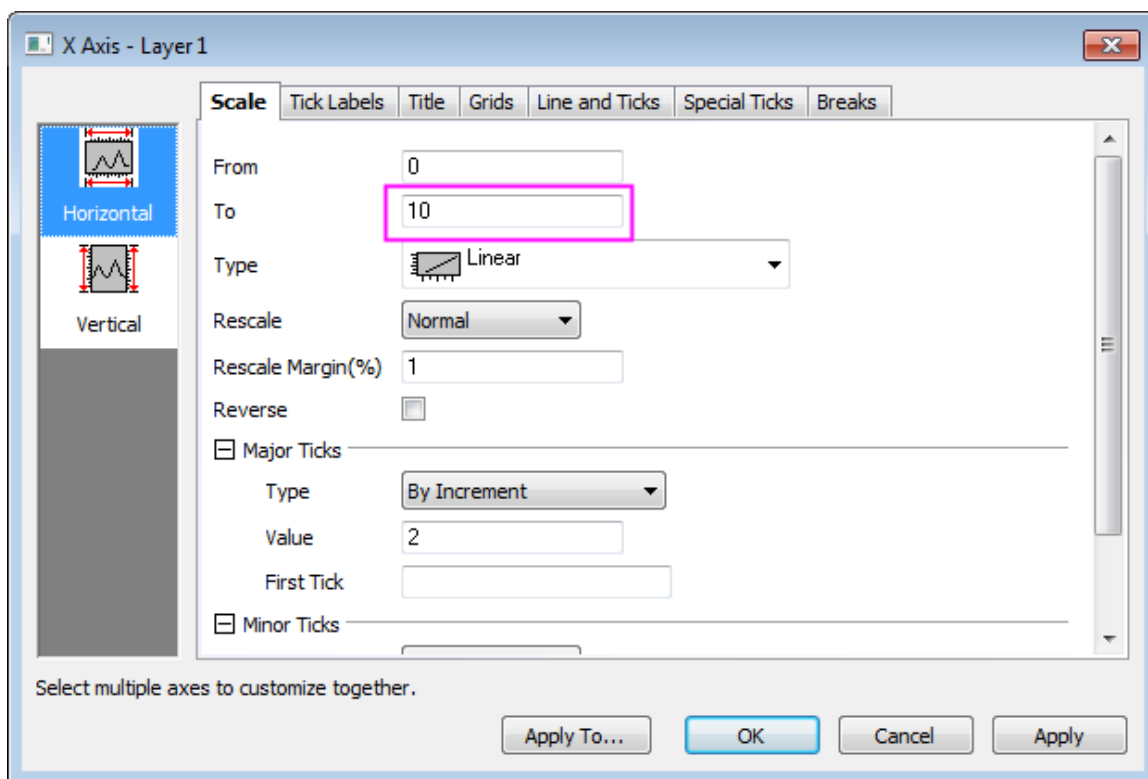 X Axis - Layer1
Scale Tick Labels Title Grids Line and Ticks Special Ticks Breaks
Horizontal
Vertical
From 0
To 10
Type Linear
Rescale Normal
Rescale Margin(%) 1
Reverse
Major Ticks
Type By Increment
Value 2
First Tick
Minor Ticks
Select multiple axes to customize together.
Apply To... OK Cancel Apply